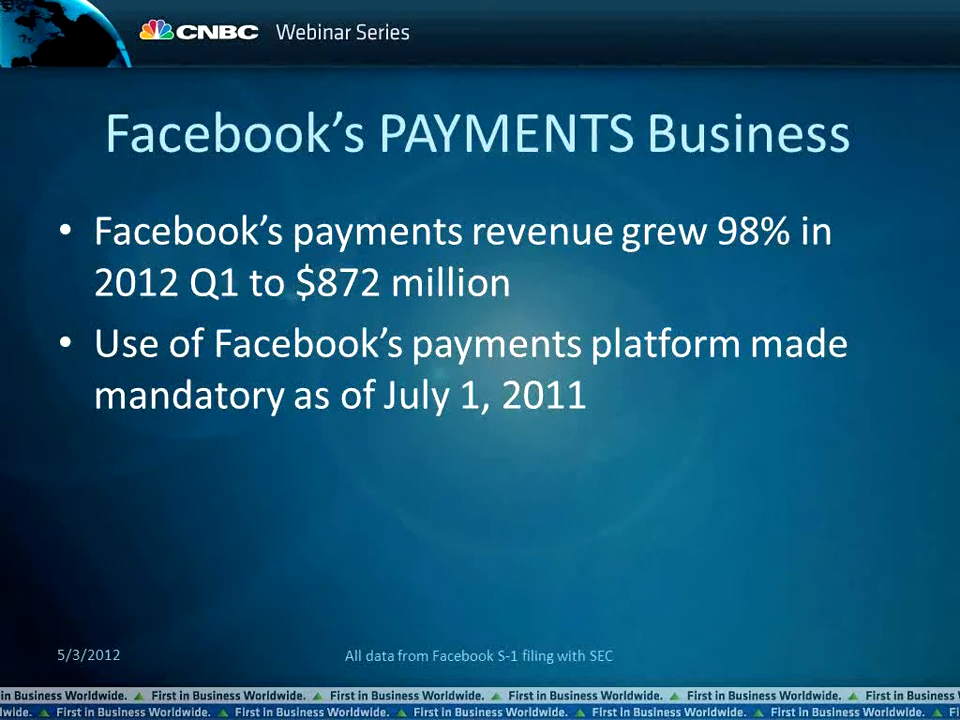 CNBC Webinar Series
Facebook's PAYMENTS Business
• Facebook's payments revenue grew 98% in
2012 Q1 to $872 million
• Use of Facebook's payments platform made
mandatory as of July 1, 2011
5/3/2012
All data from Facebook S-1 filing with SEC
in Business Worldwide. First in Business Worldwide. First in Business Worldwide. First in Business Worldwide. First in Business Worldwide. First in Business
wide. First in Business Worldwide. First in Business Worldwide. First in Business Worldwide. First in Business Worldwide. First in Business Worldwide. Fi